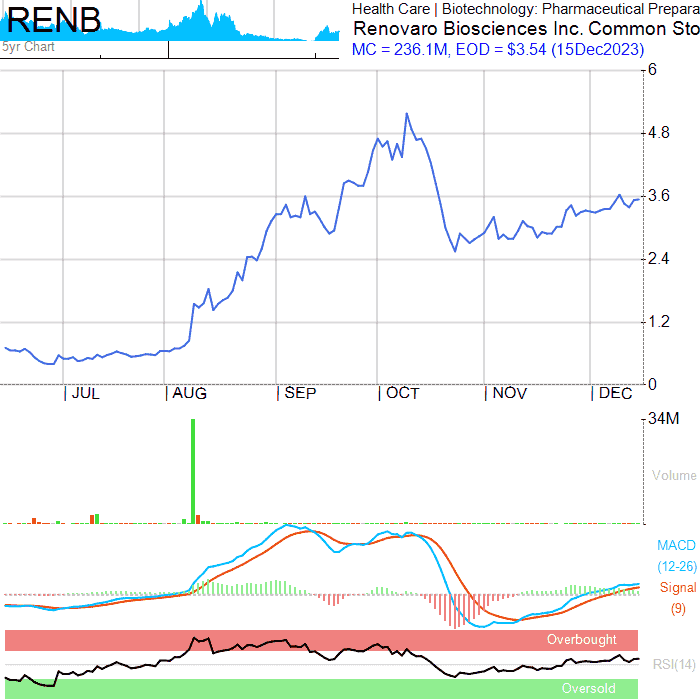 RENB
5yr Chart
Health Care | Biotechnology: Pharmaceutical Prepara
Renovaro Biosciences Inc. Common Sto
MC = 236.1M, EOD = $3.54 (15Dec2023)
6
4.8
3.6
2.4
1.2
0
JUL
AUG
SEP
OCT
NOV
DEC
34M
Volume
MACD
(12-26)
Signal
(9)
Overbought
RSI(14)
Oversold